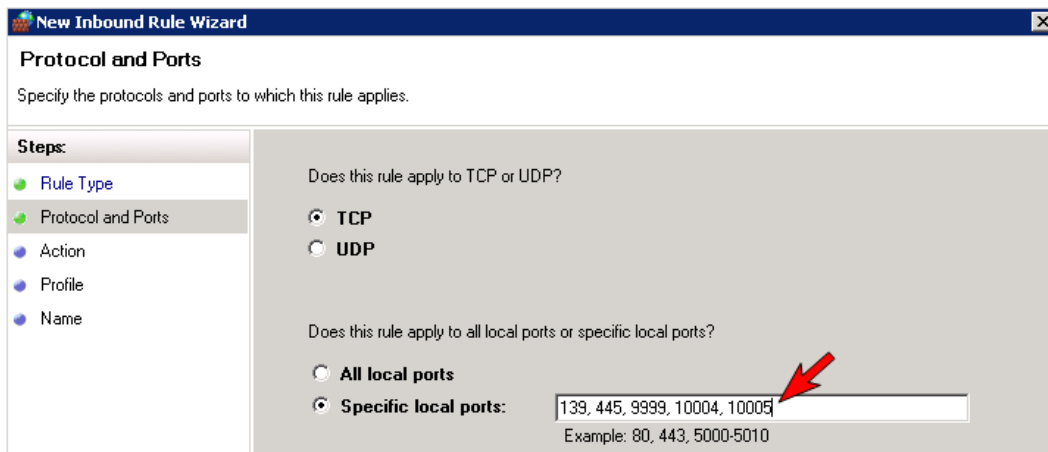 New Inbound Rule Wizard
Protocol and Ports
Specify the protocols and ports to which this rule applies.
Steps:
Rule Type
Protocol and Ports
Action
Profile
Name
Does this rule apply to TCP or UDP?
TCP
UDP
Does this rule apply to all local ports or specific local ports?
All local ports
Specific local ports: 139, 445, 9999, 10004, 10005
Example: 80, 443, 5000-5010